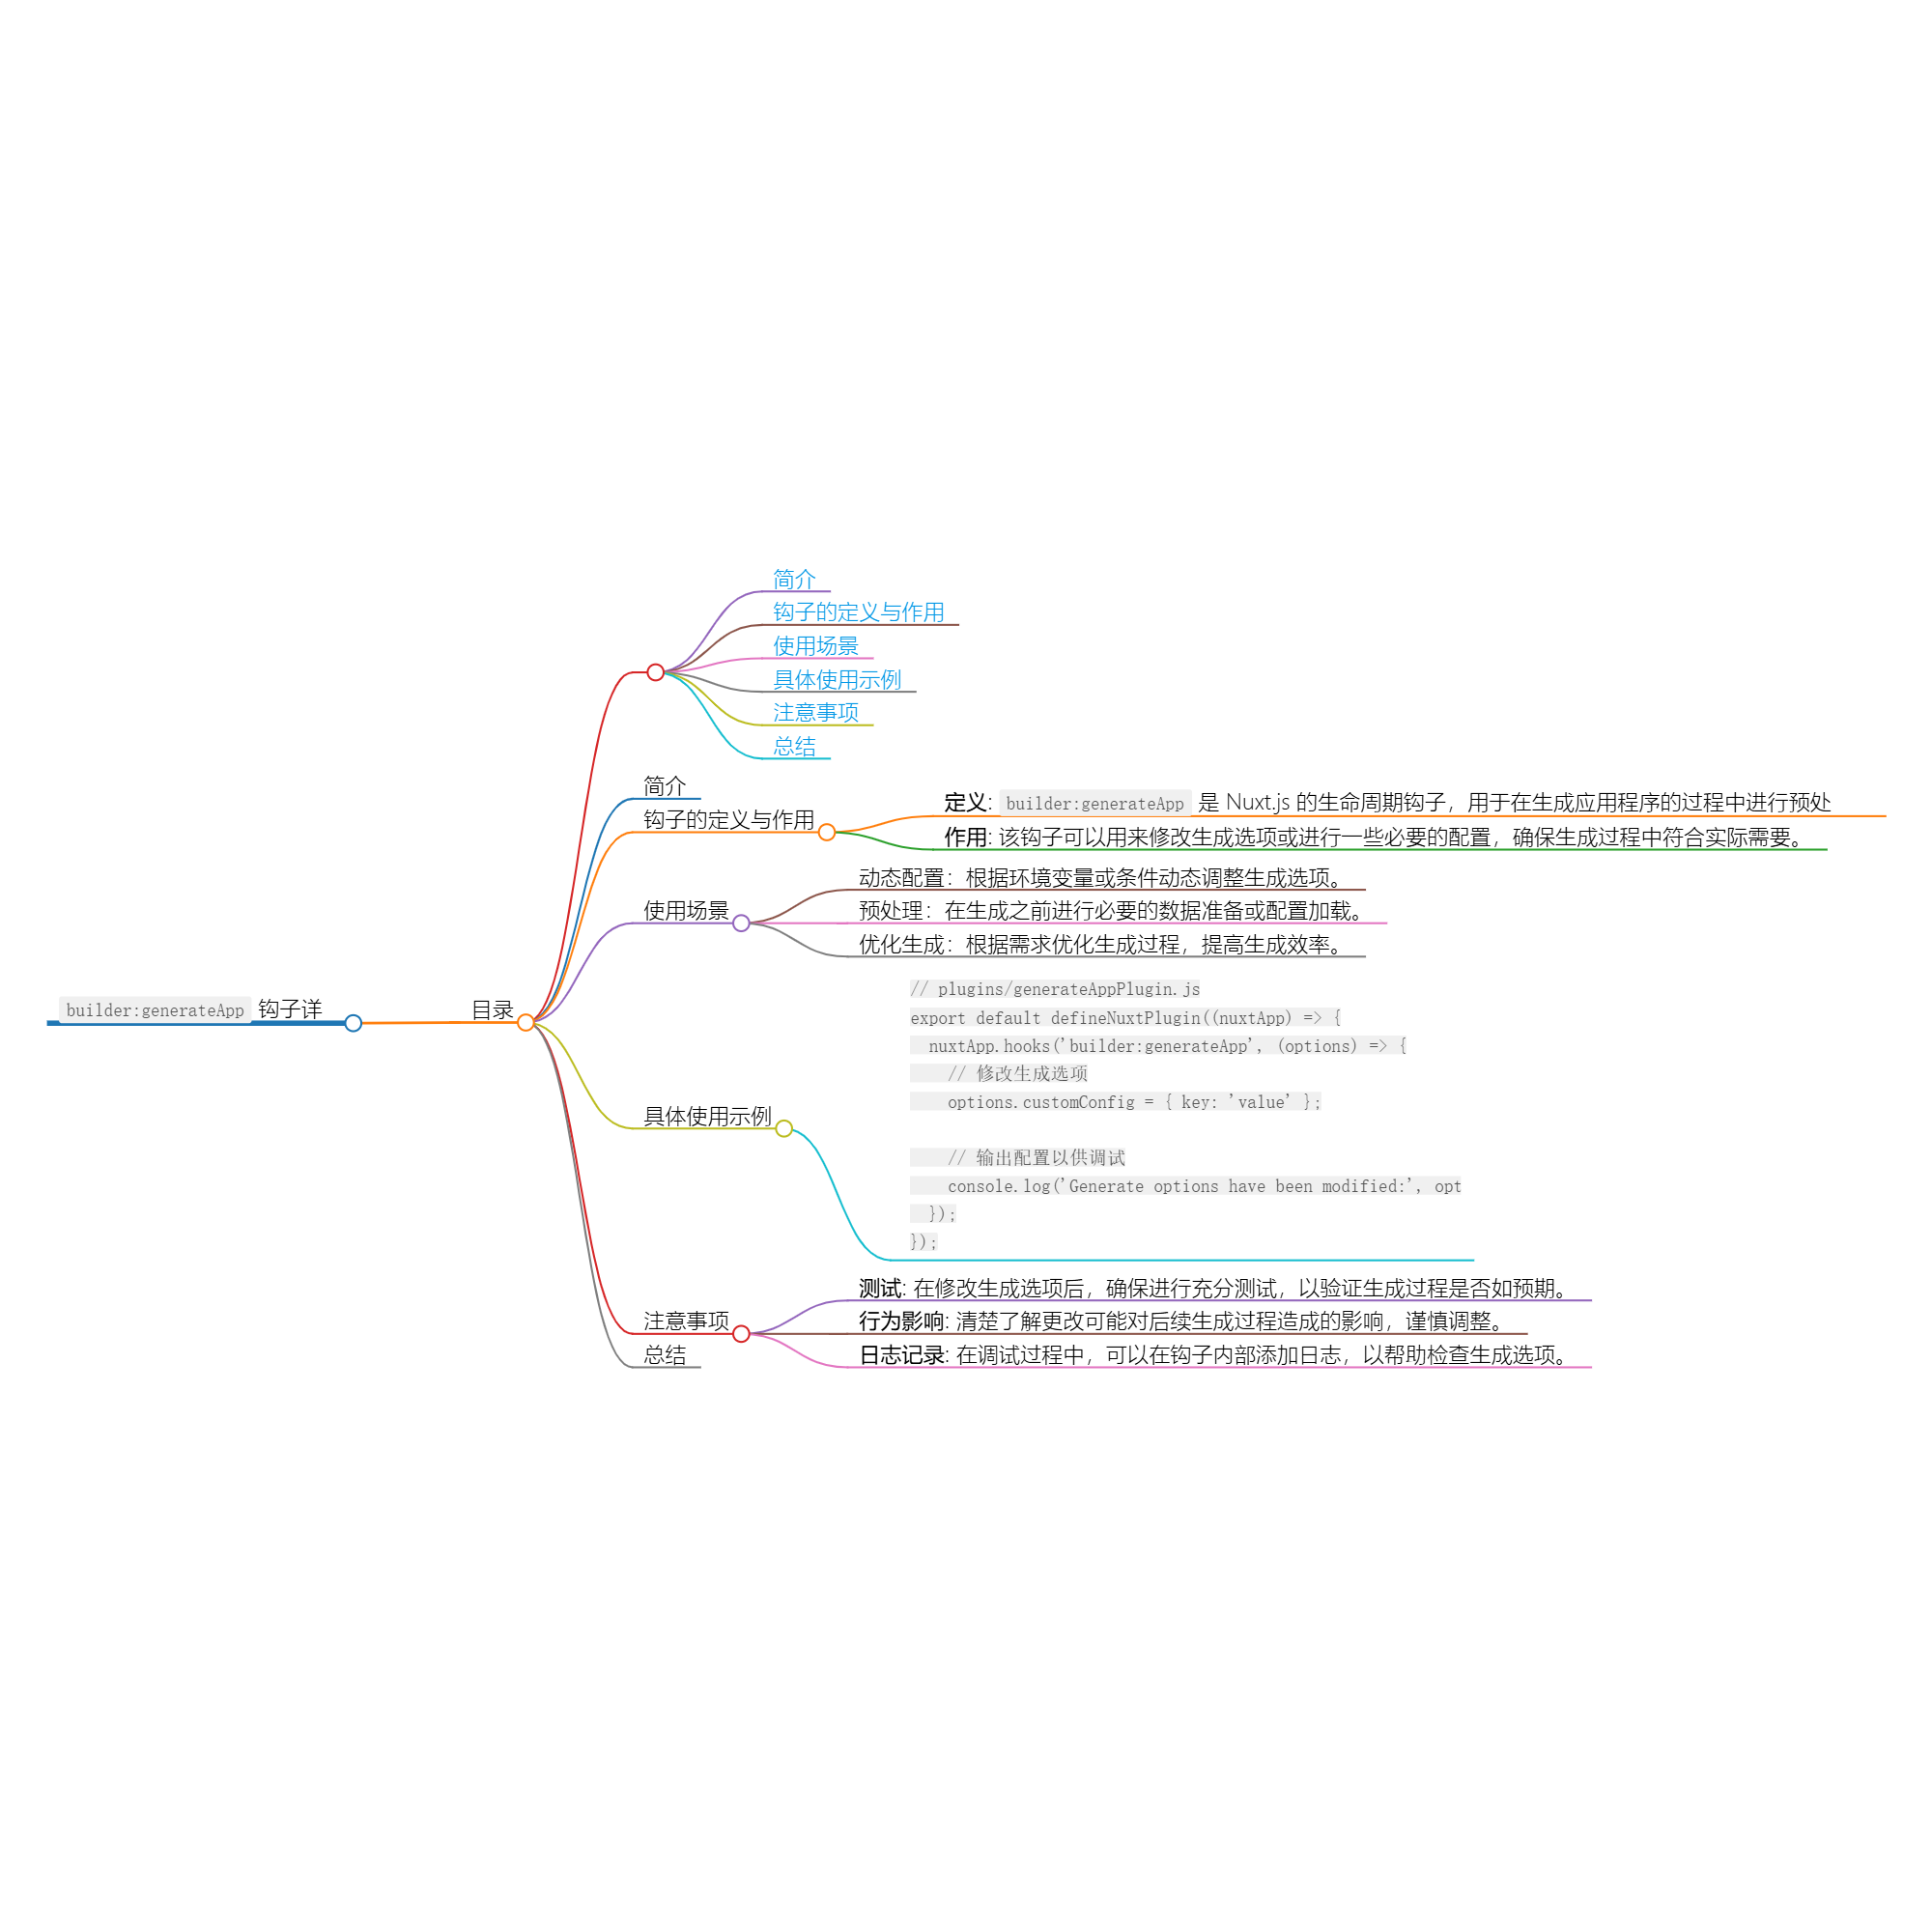 简介
钩子的定义与作用
使用场景
具体使用示例
注意事项
总结
简介
钩子的定义与作用
定义: builder:generateApp 是 Nuxt.js 的生命周期钩子，用于在生成应用程序的过程中进行预处
作用: 该钩子可以用来修改生成选项或进行一些必要的配置，确保生成过程中符合实际需要。
使用场景
动态配置：根据环境变量或条件动态调整生成选项。
预处理：在生成之前进行必要的数据准备或配置加载。
优化生成：根据需求优化生成过程，提高生成效率。
builder:generateApp 钩子详
目录
具体使用示例
// plugins/generateAppPlugin.js
export default defineNuxtPlugin((nuxtApp) => {
  nuxtApp.hooks('builder:generateApp', (options) => {
    // 修改生成选项
    options.customConfig = { key: 'value' };
    // 输出配置以供调试
    console.log('Generate options have been modified:', opt
  });
});
注意事项
测试: 在修改生成选项后，确保进行充分测试，以验证生成过程是否如预期。
行为影响: 清楚了解更改可能对后续生成过程造成的影响，谨慎调整。
日志记录: 在调试过程中，可以在钩子内部添加日志，以帮助检查生成选项。
总结